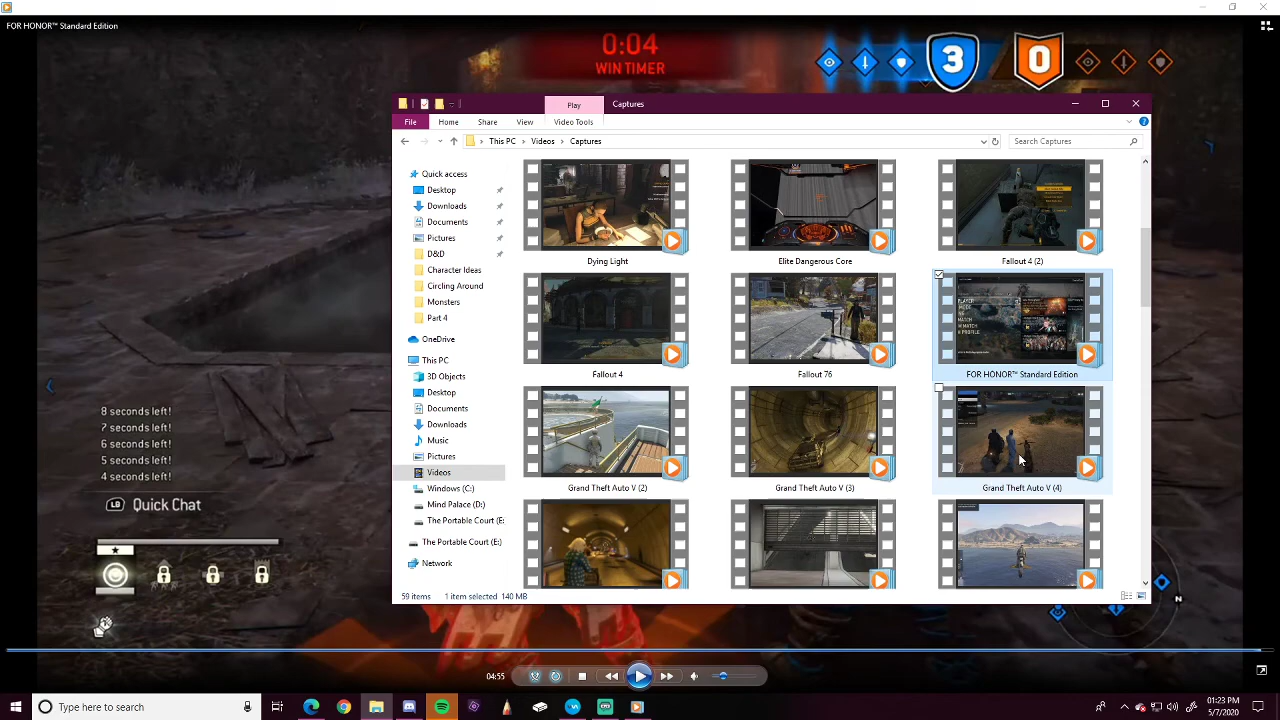 FOR HONOR™ Standard Edition
0:04
WIN TIMER
3
0
Play
Captures
File
Home
Share
View
Video Tools
This PC
Videos
Captures
Search Captures
Quick access
Desktop
Downloads
Documents
Pictures
D&D
Character Ideas
Circling Around
Monsters
Part 4
OneDrive
This PC
3D Objects
Desktop
Documents
Downloads
Music
Pictures
Videos
Windows (C:)
Mind Palace (D:)
The Portable Court (E:
The Portable Court (E:)
Network
Dying Light
Elite Dangerous Core
Fallout 4 (2)
Fallout 4
Fallout 76
FOR HONOR™ Standard Edition
Grand Theft Auto V (2)
Grand Theft Auto V (3)
Grand Theft Auto V (4)
59 items
1 item selected 140 MB
8 seconds left!
7 seconds left!
6 seconds left!
5 seconds left!
4 seconds left!
LB Quick Chat
N
04:55
Type here to search
01:23 PM
5/7/2020